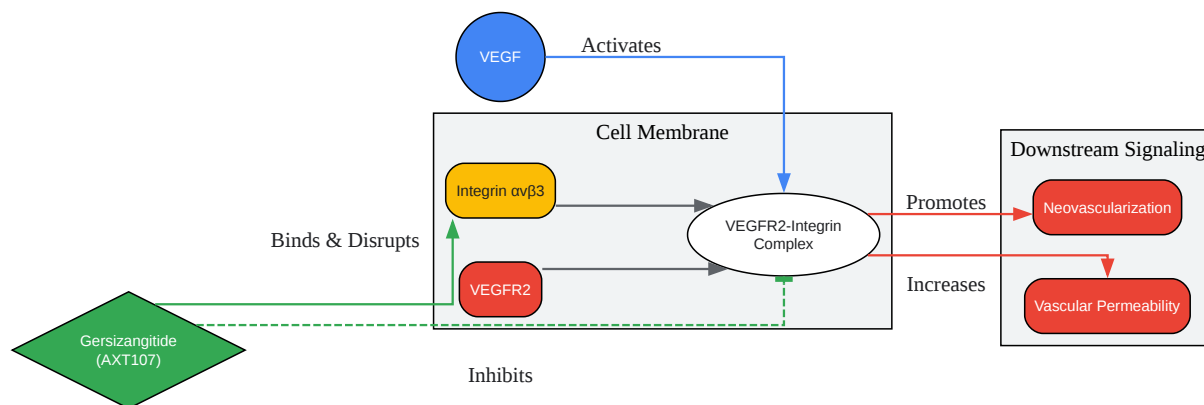 VEGF
Activates
Cell Membrane
Downstream Signaling
Integrin αvβ3
Neovascularization
Promotes
VEGFR2-Integrin
Complex
Binds & Disrupts
VEGFR2
Increases
Vascular Permeability
Gersizangitide
(AXT107)
Inhibits